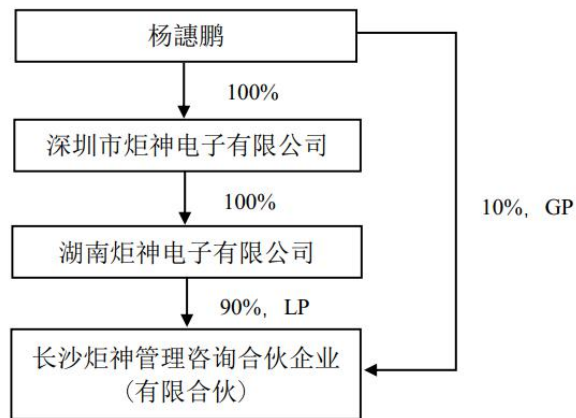 杨譓鹏
100%
深圳市炬神电子有限公司
100%
10%，GP
湖南炬神电子有限公司
90%，LP
长沙炬神管理咨询合伙企业
（有限合伙）